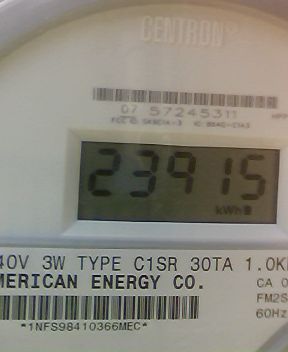 CENTRON
07 57245311
23915
kWh
40V 3W TYPE C1SR 30TA 1.0K
MERICAN ENERGY CO.
CA 0
FM2S
60Hz
*1NFS98410366MEC*